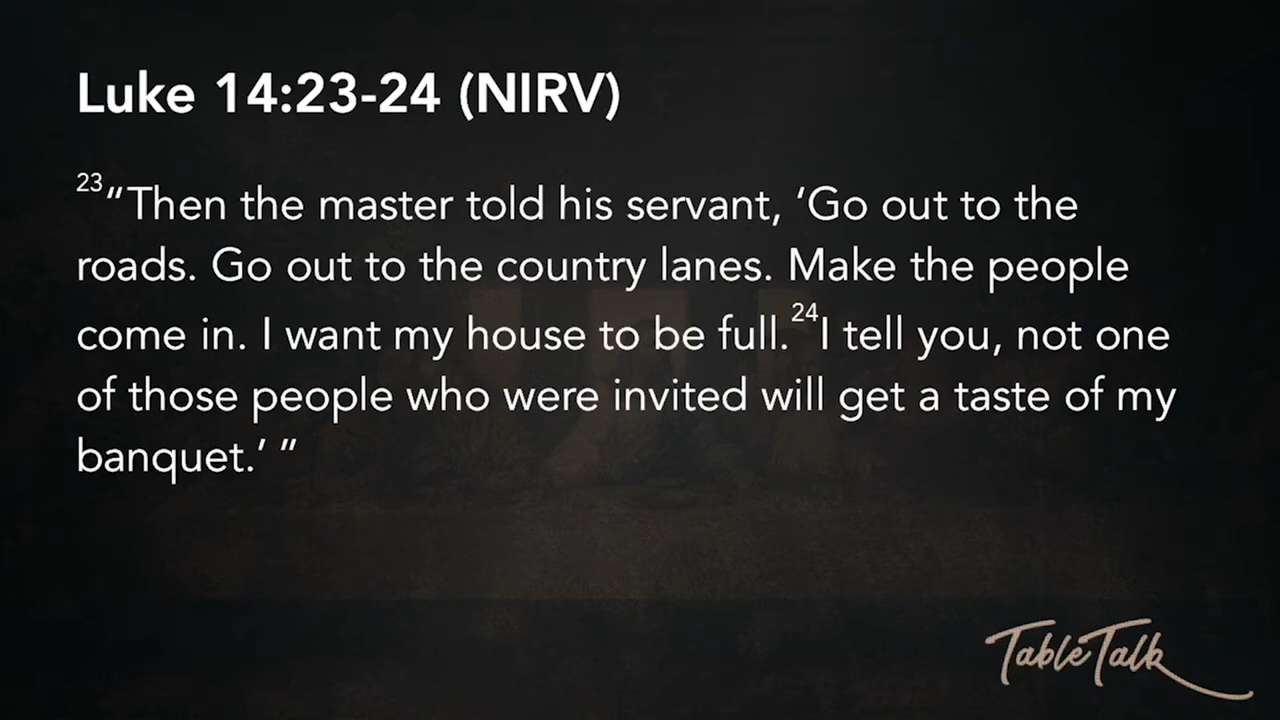 Luke 14:23-24 (NIRV)
23“Then the master told his servant, ‘Go out to the
roads. Go out to the country lanes. Make the people
come in. I want my house to be full.24I tell you, not one
of those people who were invited will get a taste of my
banquet.’ ”
TableTalk